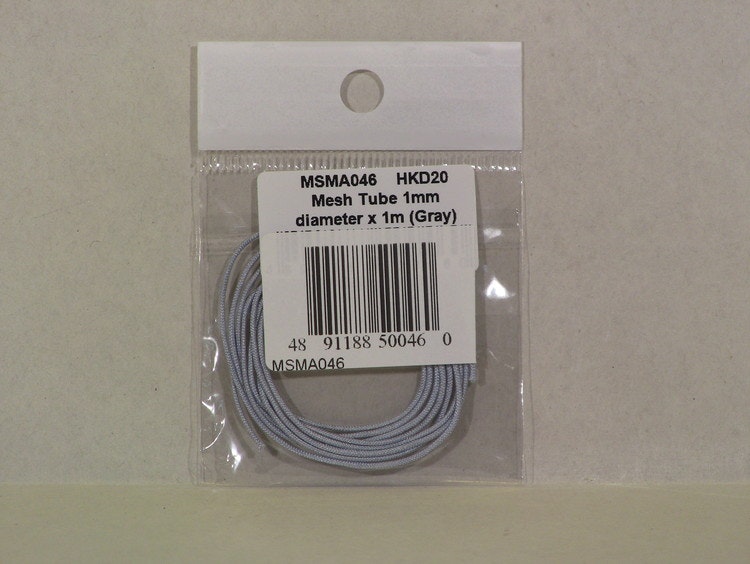 MSMA046 HKD20
Mesh Tube 1mm
diameter x 1m (Gray)
48 91188 50046 0
MSMA046